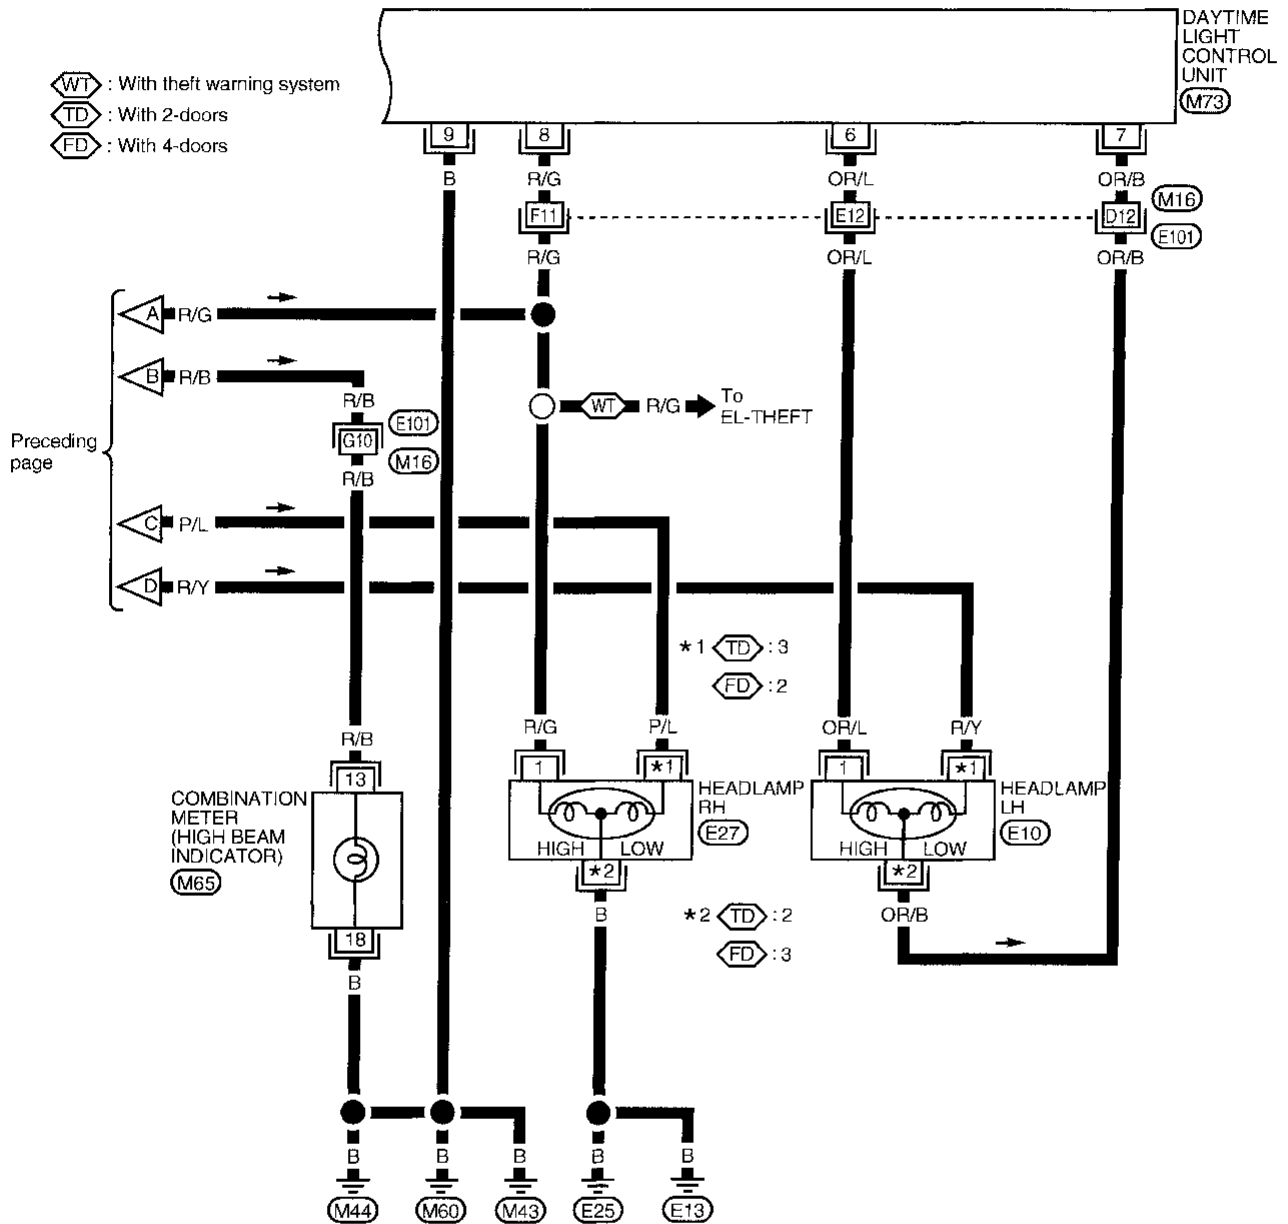 DAYTIME
LIGHT
CONTROL
UNIT
M73
WT : With theft warning system
TD : With 2-doors
FD : With 4-doors
9 8 6 7
B R/G OR/L OR/B
M16
F11 E12 D12
E101
R/G OR/L OR/B
A R/G
B R/B
R/B
E101
G10
M16
R/B
WT R/G To
EL-THEFT
Preceding
page
C P/L
D R/Y
*1 TD : 3
FD : 2
R/B R/G P/L OR/L R/Y
13 1 *1 1 *1
COMBINATION
METER
(HIGH BEAM
INDICATOR)
M65
HEADLAMP
RH
E27
HIGH LOW
HEADLAMP
LH
E10
HIGH LOW
*2 *2
B OR/B
*2 TD : 2
FD : 3
18
B
B B B B B
M44 M60 M43 E25 E13